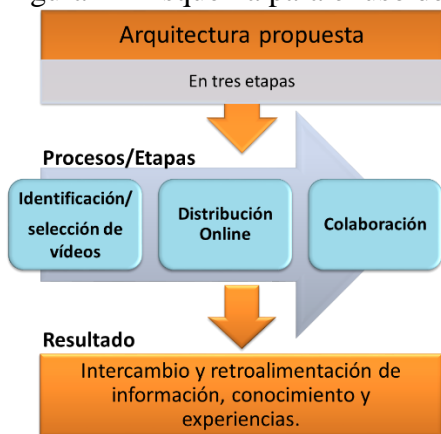 Arquitectura propuesta
En tres etapas
Procesos/Etapas
Identificación/
selección de
vídeos
Distribución
Online
Colaboración
Resultado
Intercambio y retroalimentación de
información, conocimiento y
experiencias.